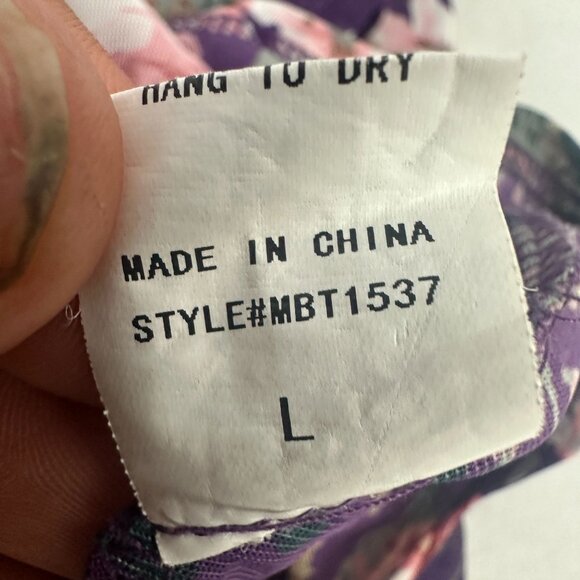 HANG TO DRY
MADE IN CHINA
STYLE#MBT1537
L